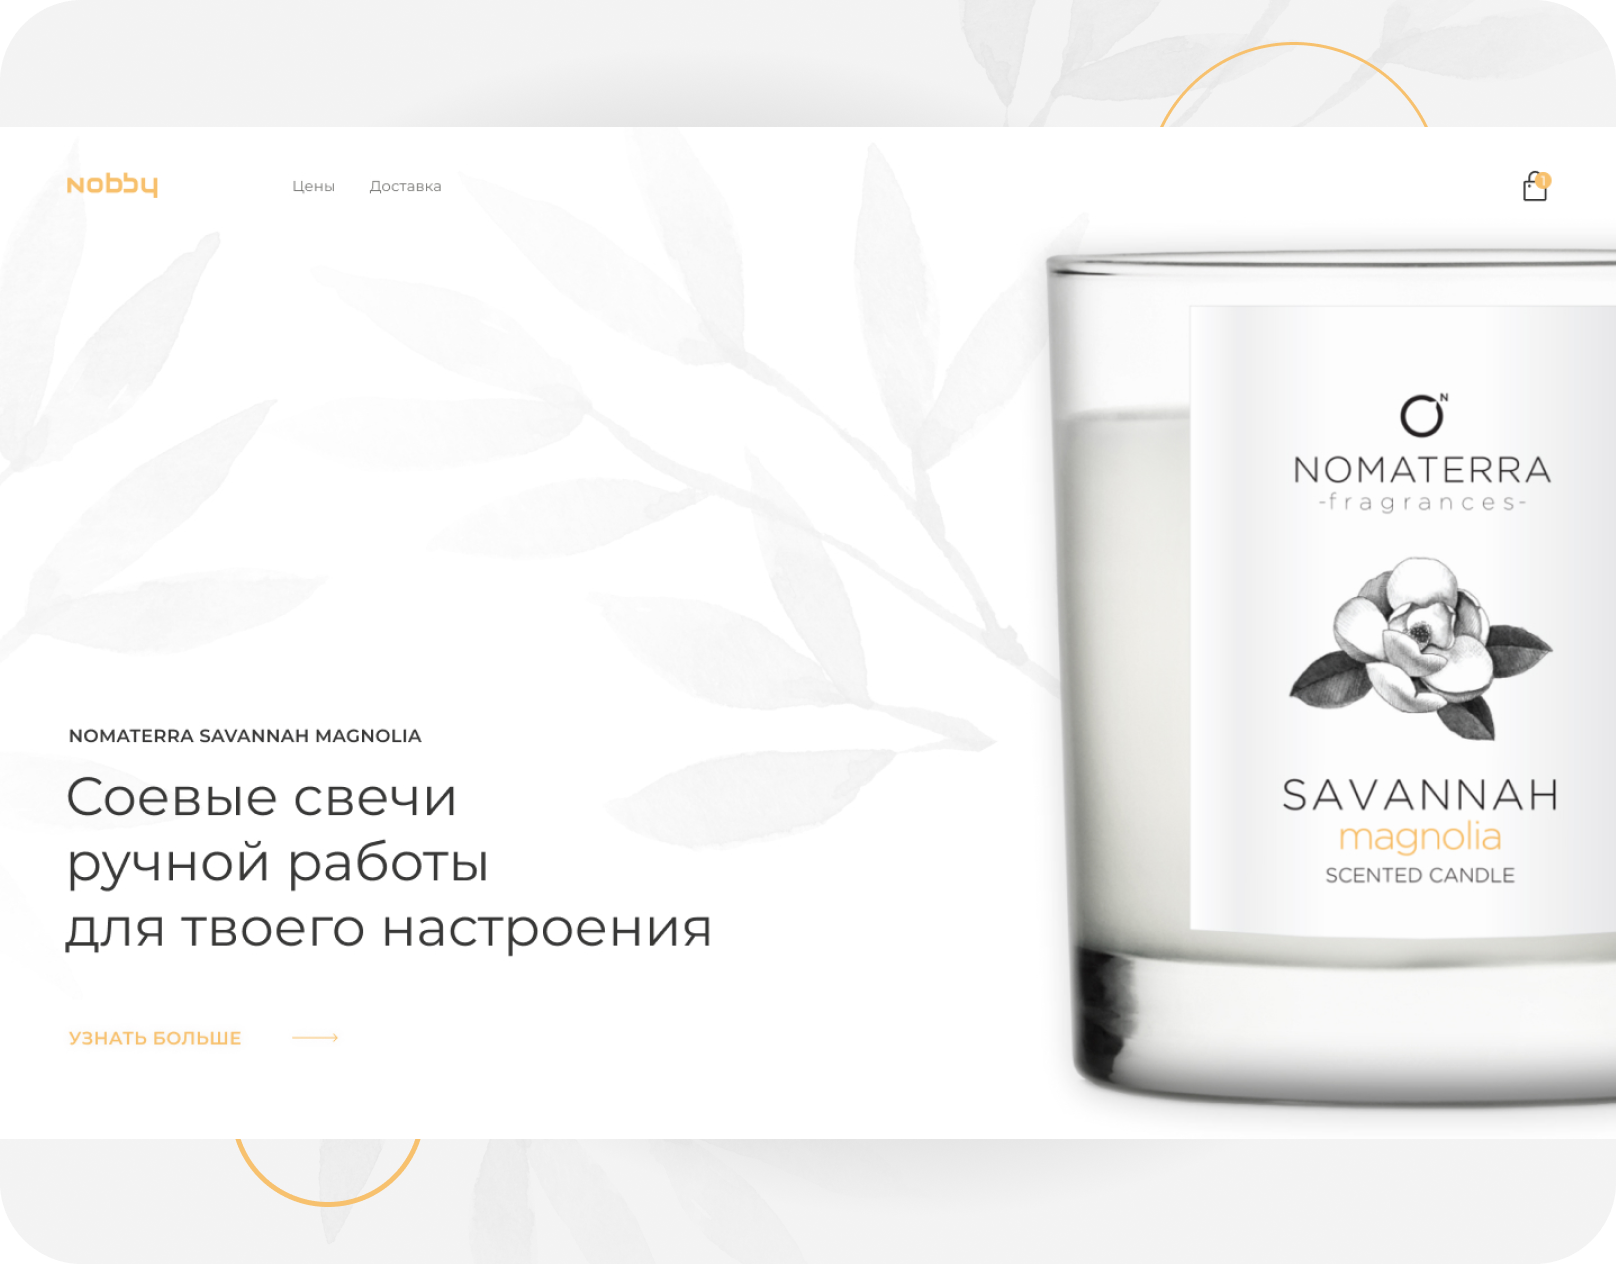 nobby
Цены
Доставка
1
N
NOMATERRA
-fragrances-
SAVANNAH
magnolia
SCENTED CANDLE
NOMATERRA SAVANNAH MAGNOLIA
Соевые свечи
ручной работы
для твоего настроения
УЗНАТЬ БОЛЬШЕ